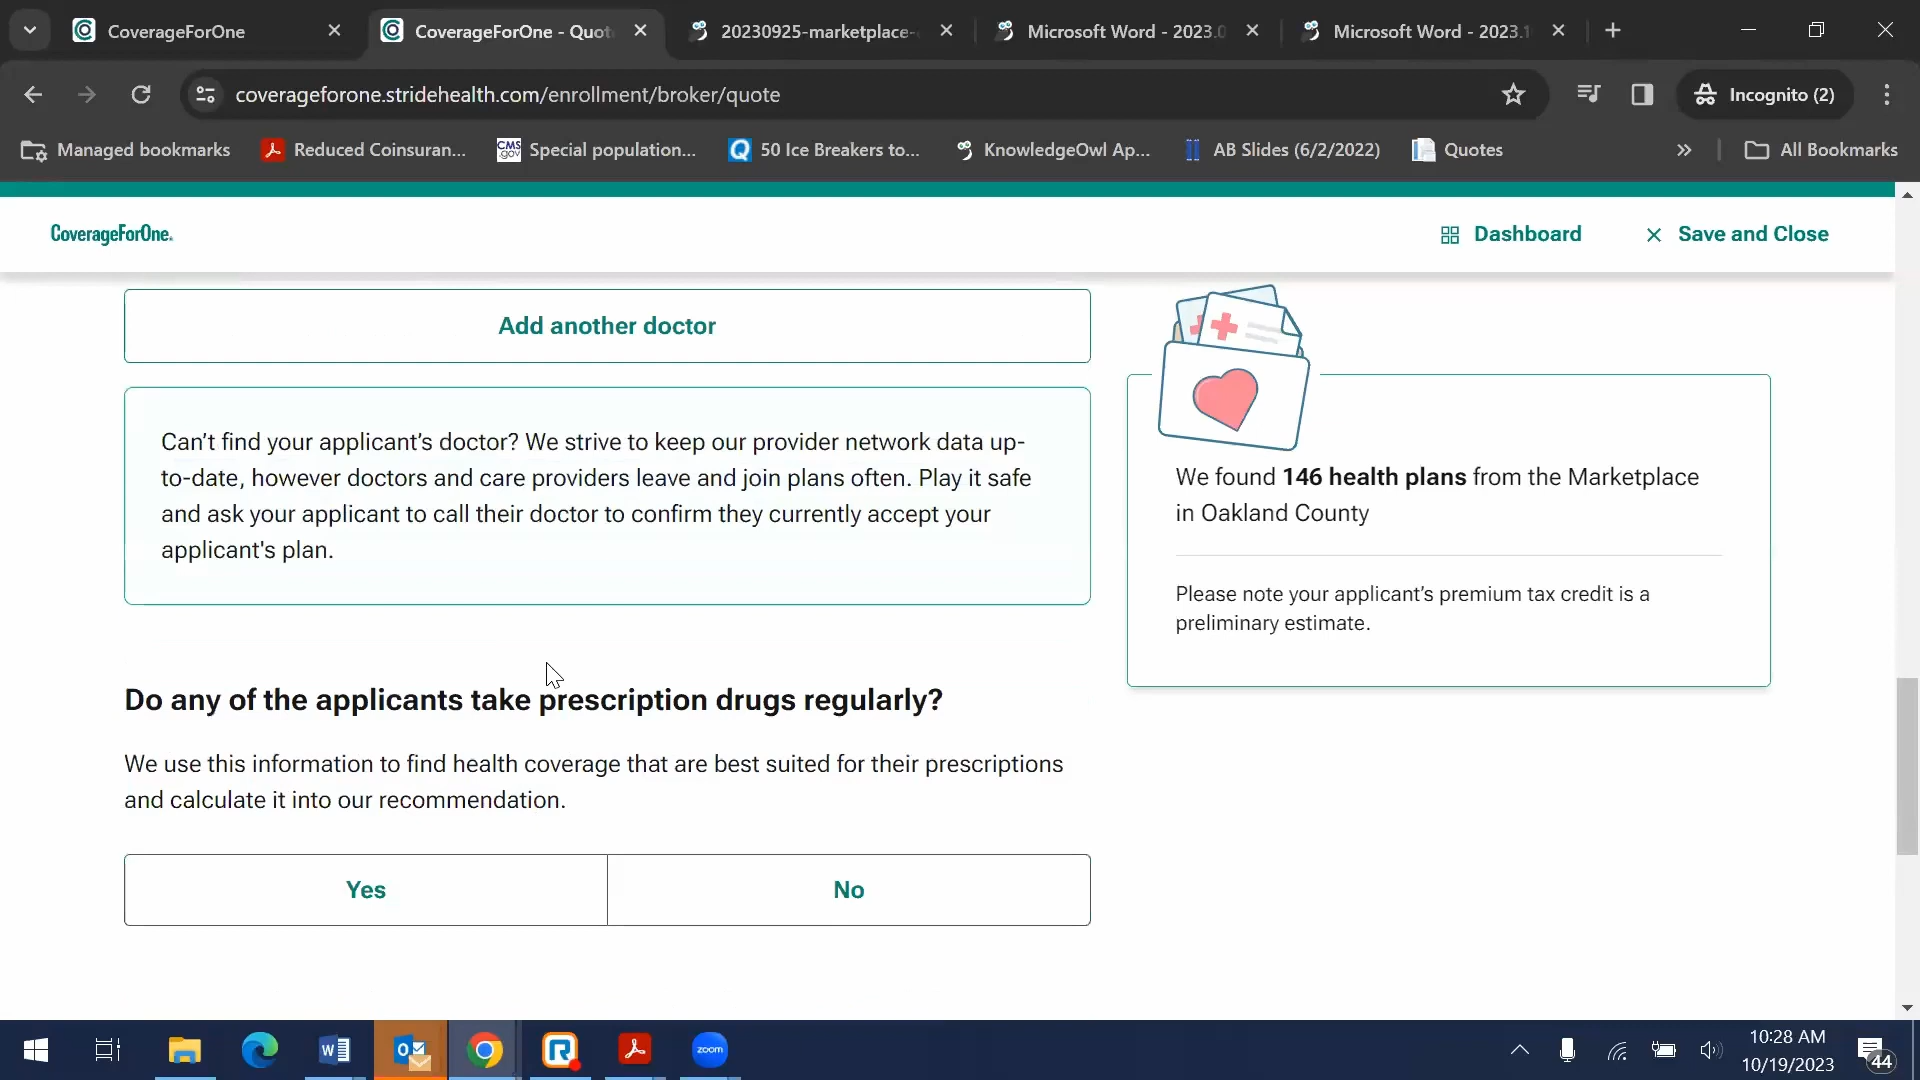 CoverageForOne
CoverageForOne - Quot
20230925-marketplace-
Microsoft Word - 2023.0
Microsoft Word - 2023.1
coverageforone.stridehealth.com/enrollment/broker/quote
Incognito (2)
Managed bookmarks
Reduced Coinsuran...
CMS.gov
Special population...
50 Ice Breakers to...
KnowledgeOwl Ap...
AB Slides (6/2/2022)
Quotes
All Bookmarks
CoverageForOne.
Dashboard
Save and Close
Add another doctor
Can't find your applicant's doctor? We strive to keep our provider network data up-
to-date, however doctors and care providers leave and join plans often. Play it safe
and ask your applicant to call their doctor to confirm they currently accept your
applicant's plan.
We found 146 health plans from the Marketplace
in Oakland County
Please note your applicant's premium tax credit is a
preliminary estimate.
Do any of the applicants take prescription drugs regularly?
We use this information to find health coverage that are best suited for their prescriptions
and calculate it into our recommendation.
Yes
No
zoom
10:28 AM
10/19/2023
44